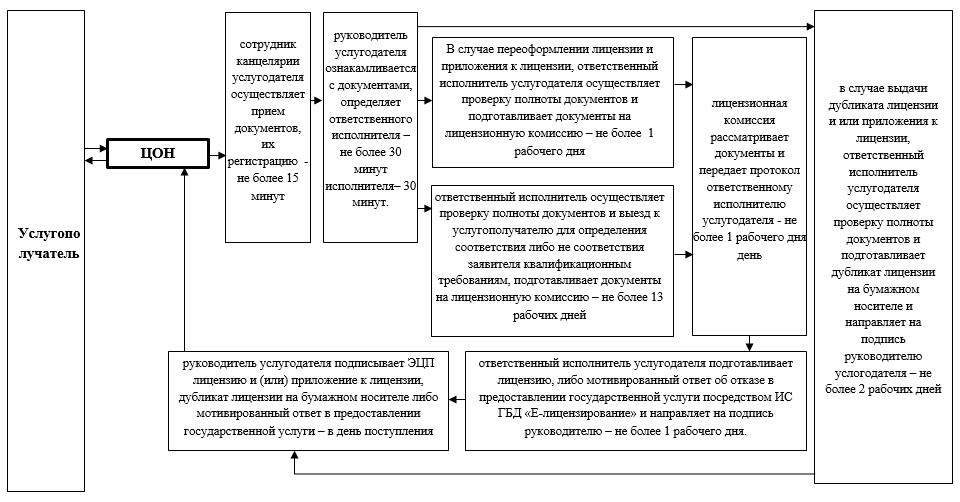 Услугопо
лучатель
ЦОН
сотрудник
канцелярии
услугодателя
осуществляет
прием
документов,
их
регистрацию -
не более 15
минут
руководитель
услугодателя
ознакамливается
с документами,
определяет
ответственного
исполнителя –
не более 30
минут
исполнителя– 30
минут.
В случае переоформлении лицензии и
приложения к лицензии, ответственный
исполнитель услугодателя осуществляет
проверку полноты документов и
подготавливает документы на
лицензионную комиссию – не более 1
рабочего дня
ответственный исполнитель осуществляет
проверку полноты документов и выезд к
услугополучателю для определения
соответствия либо не соответствия
заявителя квалификационным
требованиям, подготавливает документы
на лицензионную комиссию – не более 13
рабочих дней
лицензионная
комиссия
рассматривает
документы и
передает протокол
ответственному
исполнителю
услугодателя - не
более 1 рабочего дня
день
в случае выдачи
дубликата лицензии
и или приложения к
лицензии,
ответственный
исполнитель
услугодателя
осуществляет
проверку полноты
документов и
подготавливает
дубликат лицензии
на бумажном
носителе и
направляет на
подпись
руководителю
услогодателя – не
более 2 рабочих дней
руководитель услугодателя подписывает ЭЦП
лицензию и (или) приложение к лицензии,
дубликат лицензии на бумажном носителе либо
мотивированный ответ в предоставлении
государственной услуги – в день поступления
ответственный исполнитель услугодателя подготавливает
лицензию, либо мотивированный ответ об отказе в
предоставлении государственной услуги посредством ИС
ГБД «Е-лицензирование» и направляет на подпись
руководителю – не более 1 рабочего дня.